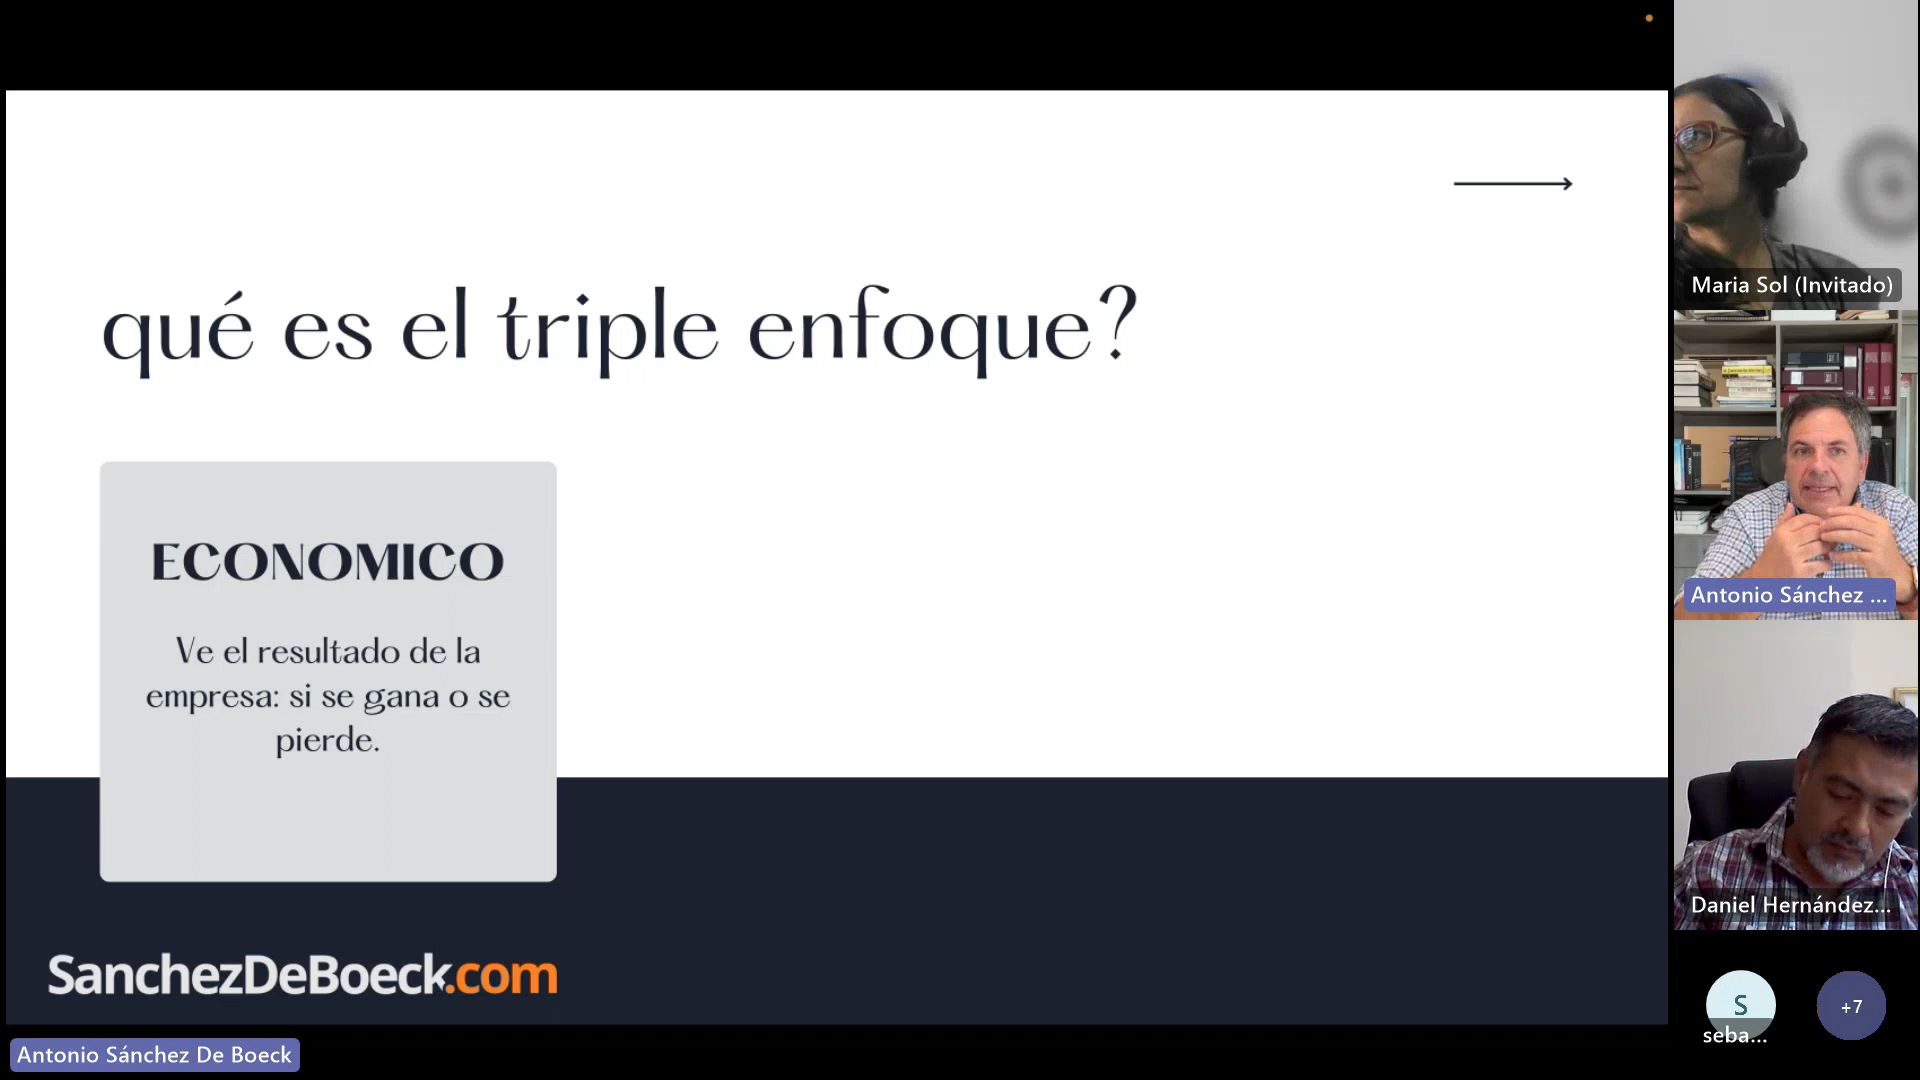 qué es el triple enfoque?
ECONOMICO
Ve el resultado de la
empresa: si se gana o se
pierde.
SanchezDeBoeck.com
Antonio Sánchez De Boeck
Maria Sol (Invitado)
Antonio Sánchez ...
Daniel Hernández...
S
seba...
+7